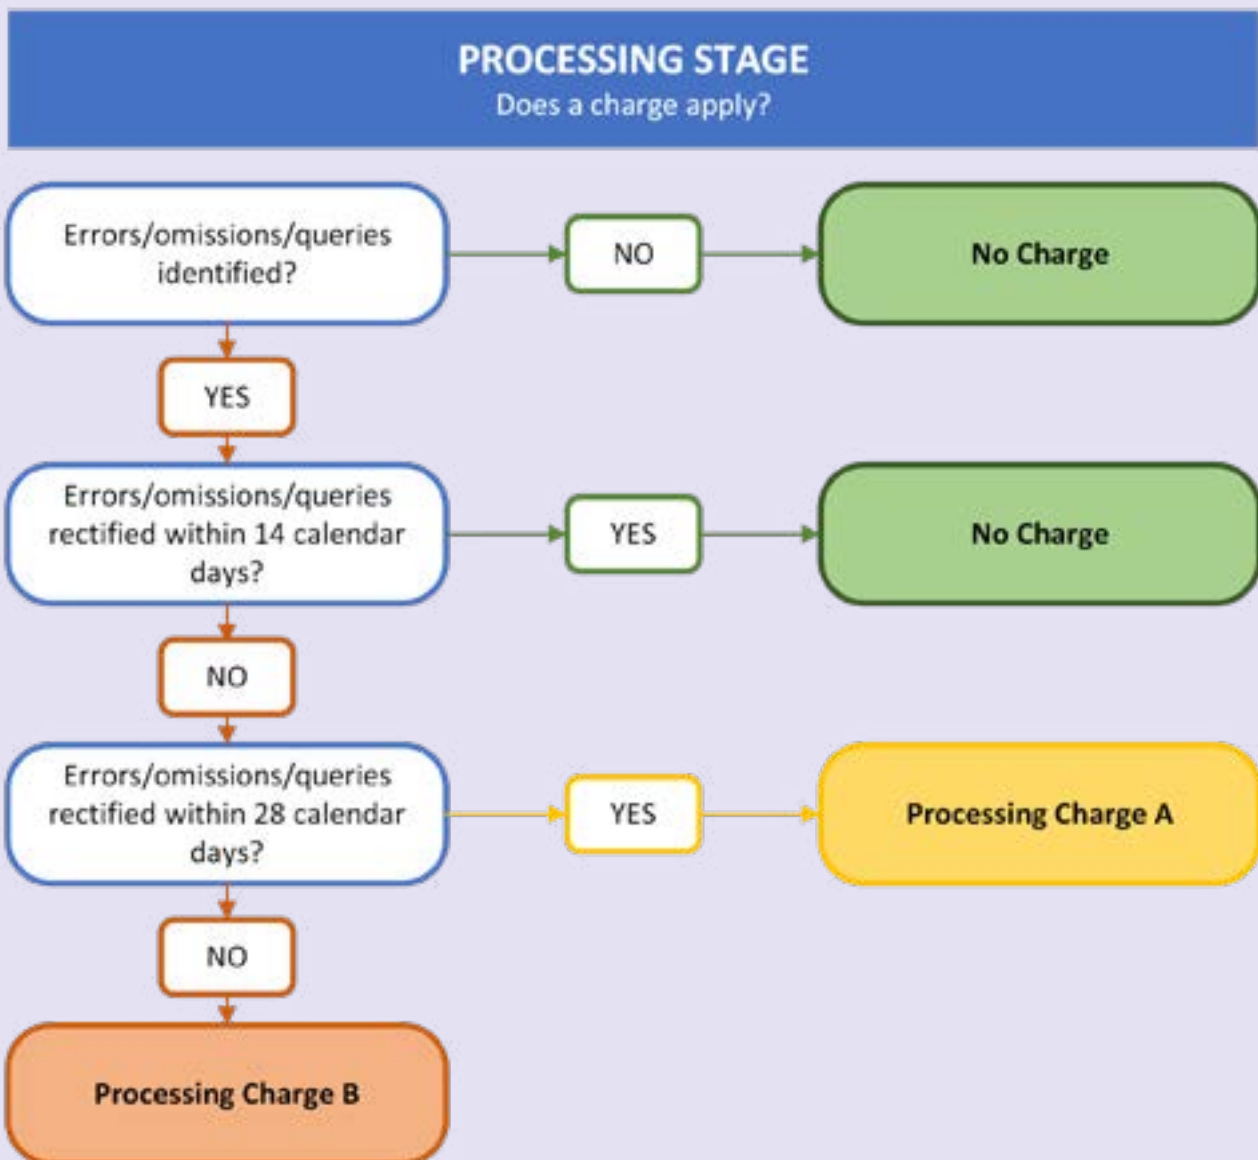 PROCESSING STAGE
Does a charge apply?
Errors/omissions/queries
identified?
NO
No Charge
YES
Errors/omissions/queries
rectified within 14 calendar
days?
YES
No Charge
NO
Errors/omissions/queries
rectified within 28 calendar
days?
YES
Processing Charge A
NO
Processing Charge B